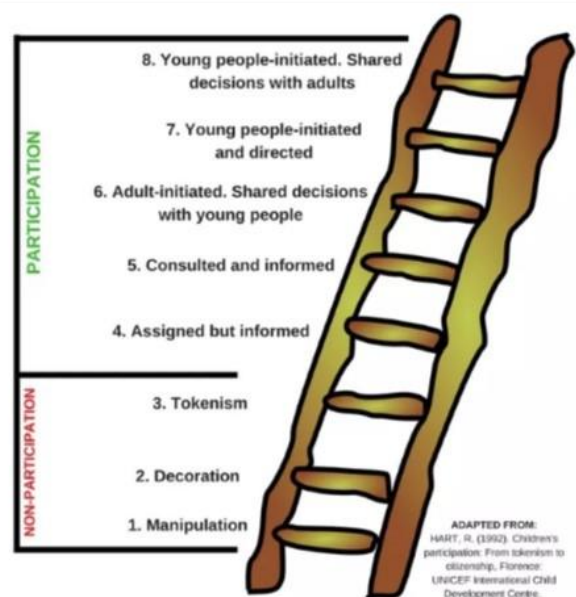 8. Young people-initiated. Shared
decisions with adults
7. Young people-initiated
and directed
6. Adult-initiated. Shared decisions
with young people
5. Consulted and informed
4. Assigned but informed
3. Tokenism
2. Decoration
1. Manipulation
PARTICIPATION
NON-PARTICIPATION
ADAPTED FROM:
HART, R. (1992). Children's
participation: From tokenism to
citizenship, Florence:
UNICEF International Child
Development Centre.